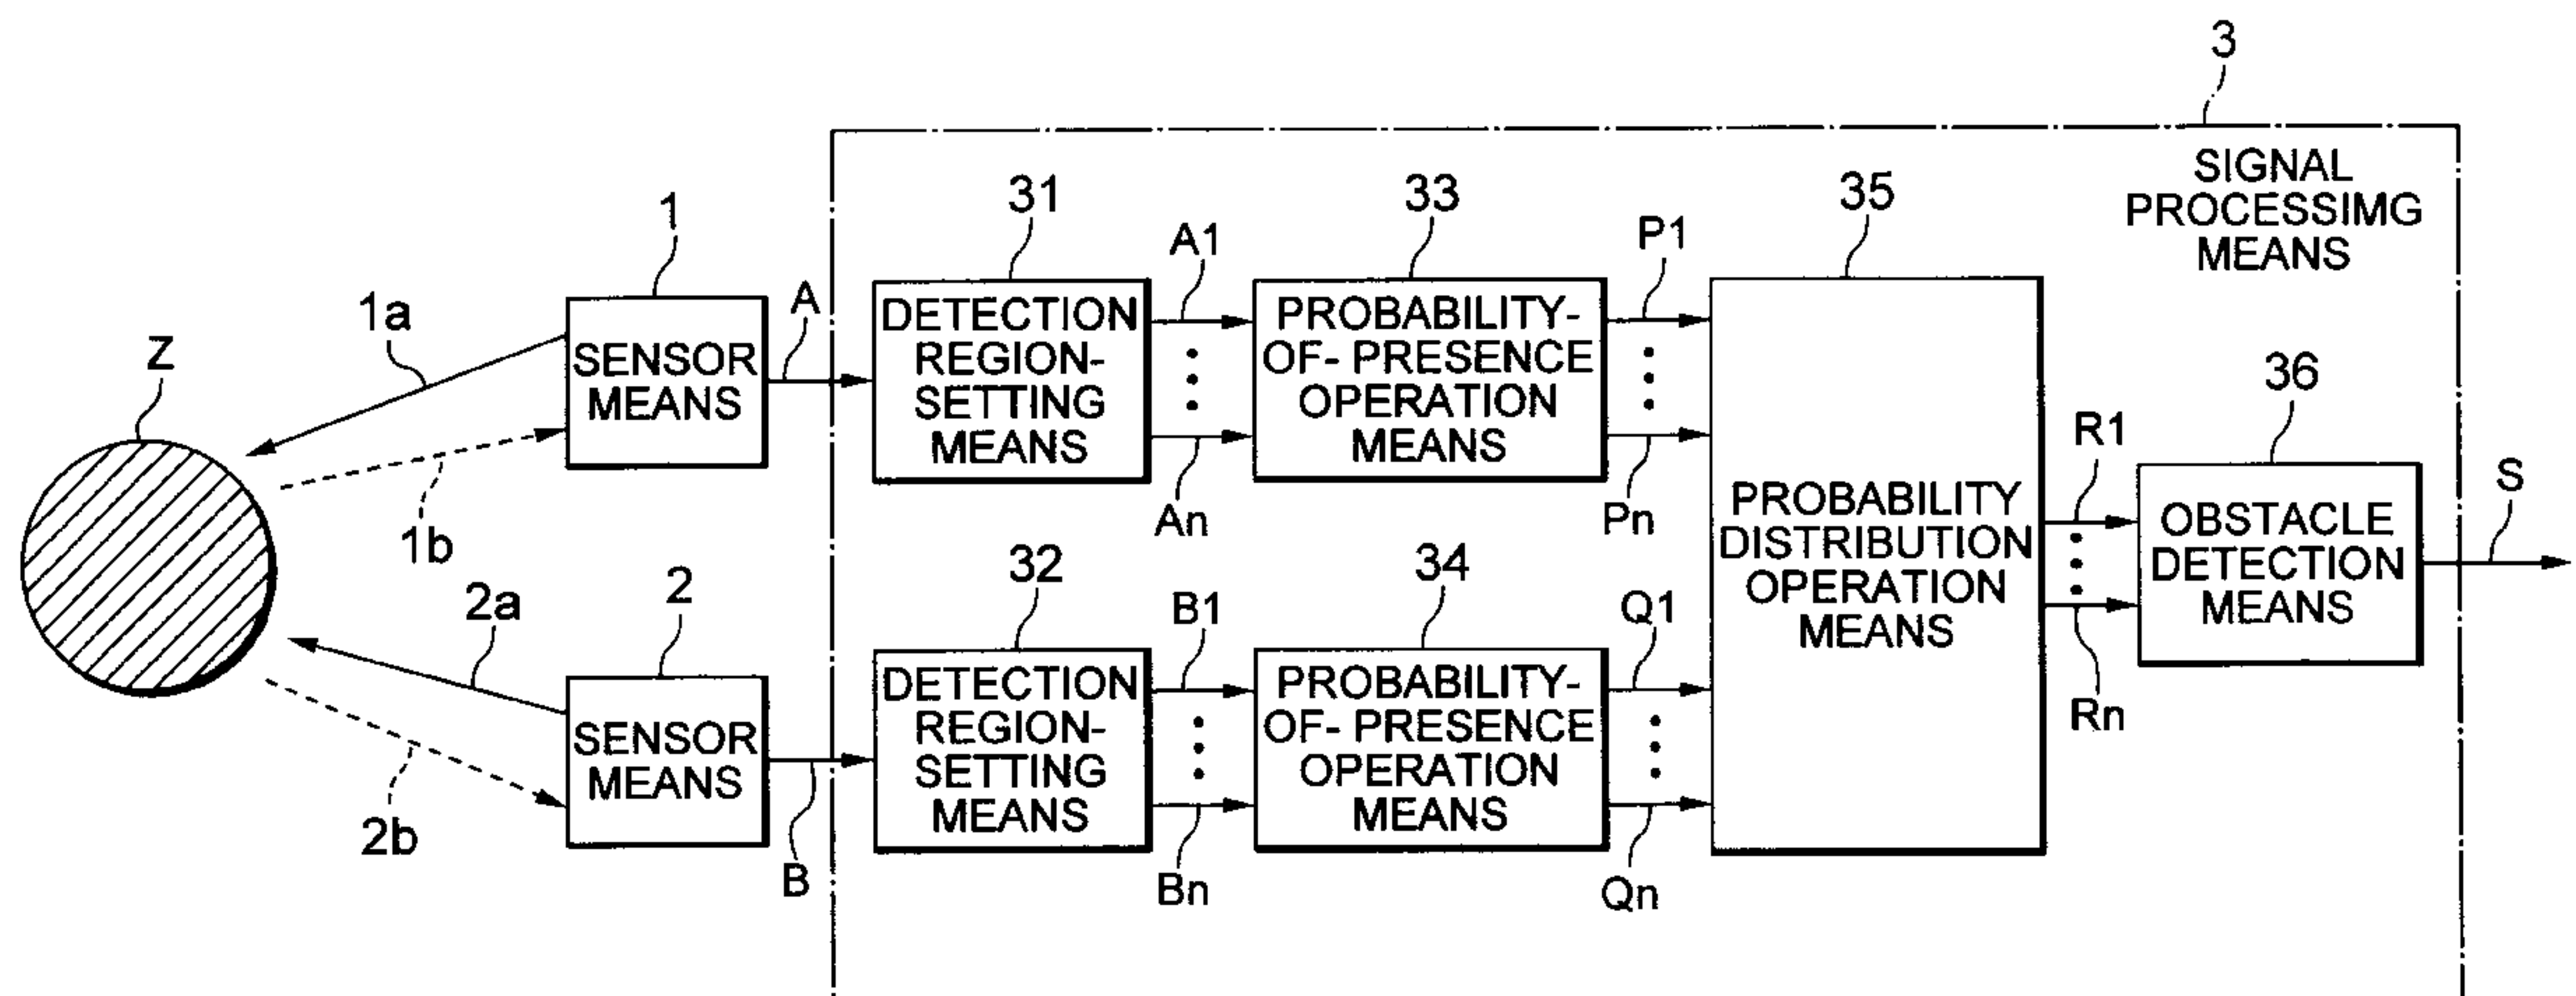 3
SIGNAL
PROCESSIMG
MEANS
1
31
33
35
A
A1
P1
1a
Z
SENSOR
MEANS
DETECTION
REGION-
SETTING
MEANS
PROBABILITY-
OF- PRESENCE
OPERATION
MEANS
36
R1
S
1b
An
Pn
PROBABILITY
DISTRIBUTION
OPERATION
MEANS
OBSTACLE
DETECTION
MEANS
2a
2
32
34
B1
Q1
Rn
SENSOR
MEANS
DETECTION
REGION-
SETTING
MEANS
PROBABILITY-
OF- PRESENCE
OPERATION
MEANS
2b
B
Bn
Qn